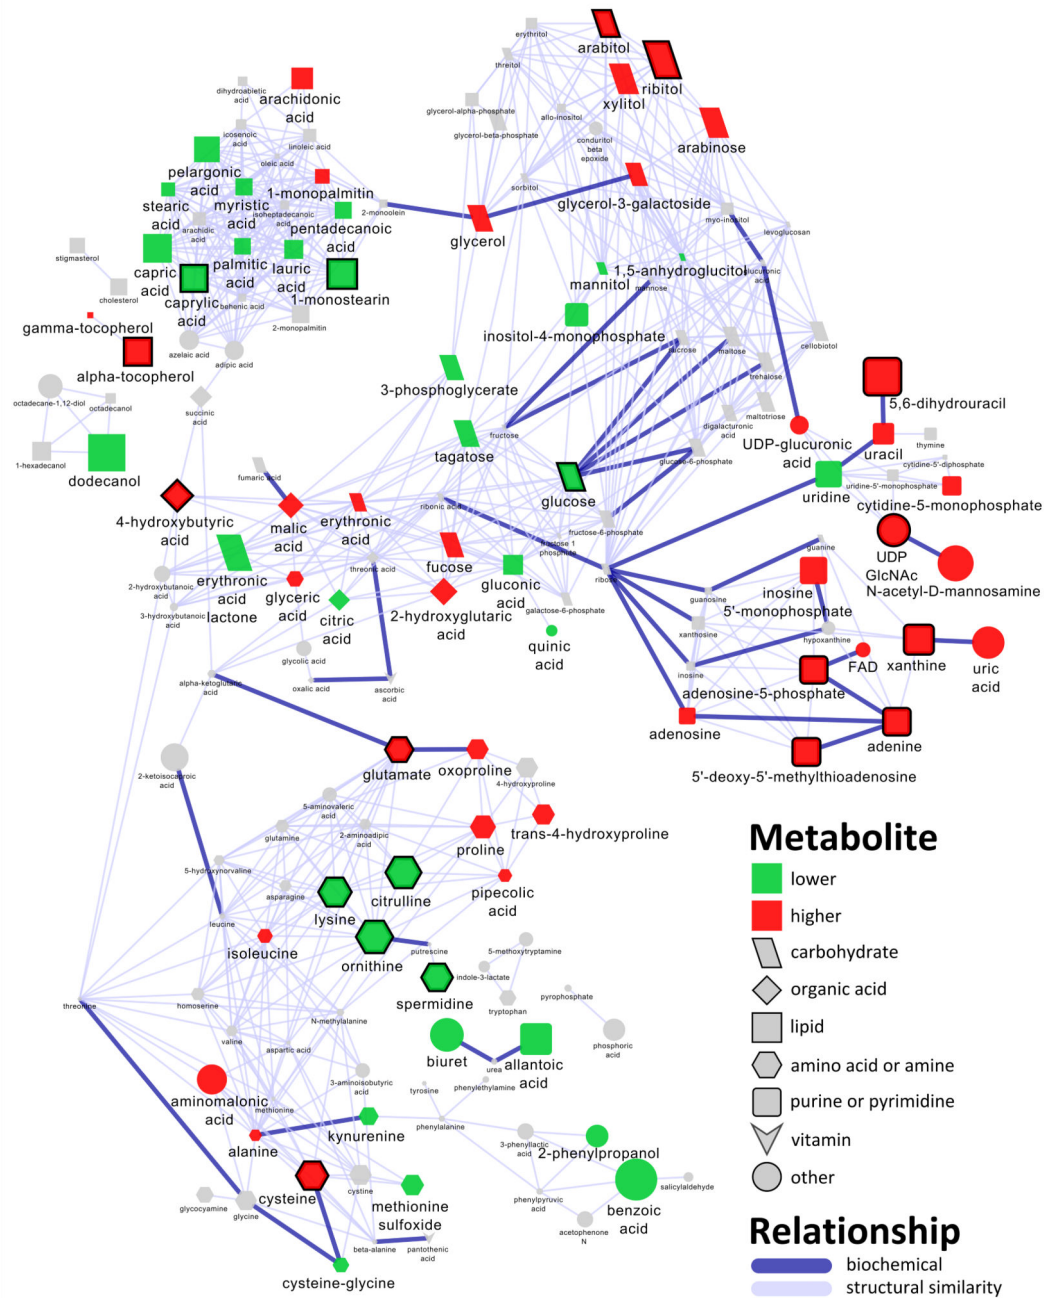 erythritol
arabitol
threitol
ribitol
xylitol
dihydroabietic
acid
arachidonic
acid
glycerol-alpha-phosphate
allo-inositol
glycerol-beta-phosphate
conduritol
beta
epoxide
arabinose
icosenoic
acid
linoleic acid
oleic acid
pelargonic
acid
1-monopalmitin
sorbitol
glycerol-3-galactoside
stearic
acid
myristic
acid
isoheptadecanoic
acid
2-monoolein
pentadecanoic
acid
arachidic
acid
myo-inositol
levoglucosan
glycerol
stigmasterol
capric
acid
palmitic
acid
lauric
acid
1-monostearin
1,5-anhydroglucitol
mannitol
mannose
glucuronic
acid
cholesterol
caprylic
acid
behenic acid
2-monopalmitin
gamma-tocopherol
inositol-4-monophosphate
sucrose
maltose
cellobiotol
azelaic acid
adipic acid
alpha-tocopherol
3-phosphoglycerate
trehalose
octadecane-1,12-diol
octadecanol
succinic
acid
maltotriose
digalacturonic
acid
5,6-dihydrouracil
1-hexadecanol
dodecanol
tagatose
fructose
glucose-6-phosphate
UDP-glucuronic
acid
uracil
thymine
cytidine-5'-diphosphate
fumaric acid
glucose
uridine
uridine-5'-monophosphate
cytidine-5-monophosphate
4-hydroxybutyric
acid
malic
acid
erythronic
acid
ribonic acid
fructose-6-phosphate
fructose 1
phosphate
guanine
UDP
GlcNAc
N-acetyl-D-mannosamine
erythronic
acid
lactone
2-hydroxybutanoic
acid
3-hydroxybutanoic
acid
glyceric
acid
threonic acid
fucose
gluconic
acid
ribose
inosine
5'-monophosphate
citric
acid
2-hydroxyglutaric
acid
galactose-6-phosphate
guanosine
xanthosine
hypoxanthine
quinic
acid
glycolic acid
xanthine
uric
acid
FAD
inosine
adenosine-5-phosphate
alpha-ketoglutaric
acid
oxalic acid
ascorbic
acid
adenosine
adenine
2-ketoisocaproic
acid
glutamate
oxoproline
4-hydroxyproline
5'-deoxy-5'-methylthioadenosine
5-aminovaleric
acid
glutamine
2-aminoadipic
acid
proline
trans-4-hydroxyproline
Metabolite
5-hydroxynorvaline
asparagine
lysine
citrulline
pipecolic
acid
lower
higher
leucine
isoleucine
ornithine
putrescine
5-methoxytryptamine
carbohydrate
indole-3-lactate
spermidine
organic acid
threonine
homoserine
tryptophan
pyrophosphate
lipid
N-methylalanine
valine
aspartic acid
biuret
urea
allantoic
acid
phosphoric
acid
amino acid or amine
aminomalonic
acid
3-aminoisobutyric
acid
tyrosine
phenylethylamine
purine or pyrimidine
methionine
alanine
kynurenine
phenylalanine
3-phenyllactic
acid
2-phenylpropanol
vitamin
other
cysteine
cystine
methionine
sulfoxide
phenylpyruvic
acid
benzoic
acid
salicylaldehyde
glycocyamine
glycine
acetophenone
N
Relationship
beta-alanine
pantothenic
acid
cysteine-glycine
biochemical
structural similarity